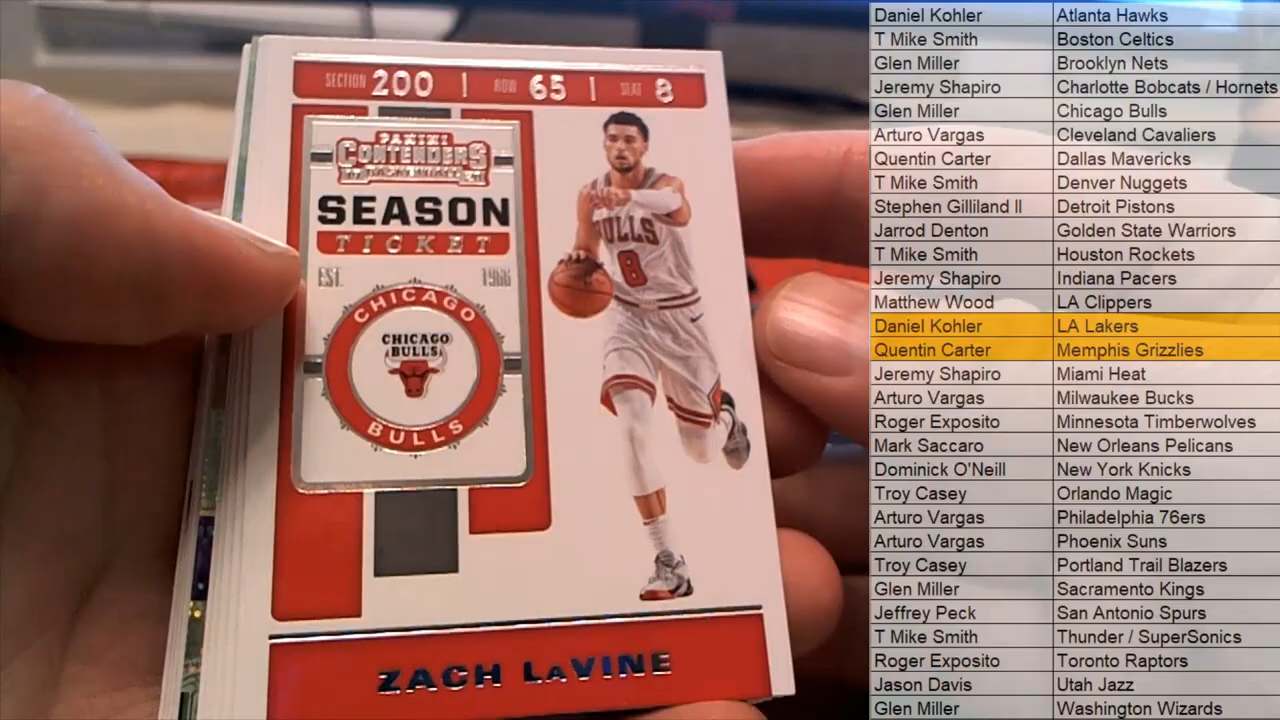 SECTION 200 | ROW 65 | SEAT 8
PANINI
CONTENDERS
BASKETBALL
SEASON
TICKET
EST. 1966
CHICAGO
CHICAGO
BULLS
BULLS
BULLS
8
ZACH LaVINE
Daniel Kohler Atlanta Hawks
T Mike Smith Boston Celtics
Glen Miller Brooklyn Nets
Jeremy Shapiro Charlotte Bobcats / Hornets
Glen Miller Chicago Bulls
Arturo Vargas Cleveland Cavaliers
Quentin Carter Dallas Mavericks
T Mike Smith Denver Nuggets
Stephen Gilliland II Detroit Pistons
Jarrod Denton Golden State Warriors
T Mike Smith Houston Rockets
Jeremy Shapiro Indiana Pacers
Matthew Wood LA Clippers
Daniel Kohler LA Lakers
Quentin Carter Memphis Grizzlies
Jeremy Shapiro Miami Heat
Arturo Vargas Milwaukee Bucks
Roger Exposito Minnesota Timberwolves
Mark Saccaro New Orleans Pelicans
Dominick O'Neill New York Knicks
Troy Casey Orlando Magic
Arturo Vargas Philadelphia 76ers
Arturo Vargas Phoenix Suns
Troy Casey Portland Trail Blazers
Glen Miller Sacramento Kings
Jeffrey Peck San Antonio Spurs
T Mike Smith Thunder / SuperSonics
Roger Exposito Toronto Raptors
Jason Davis Utah Jazz
Glen Miller Washington Wizards